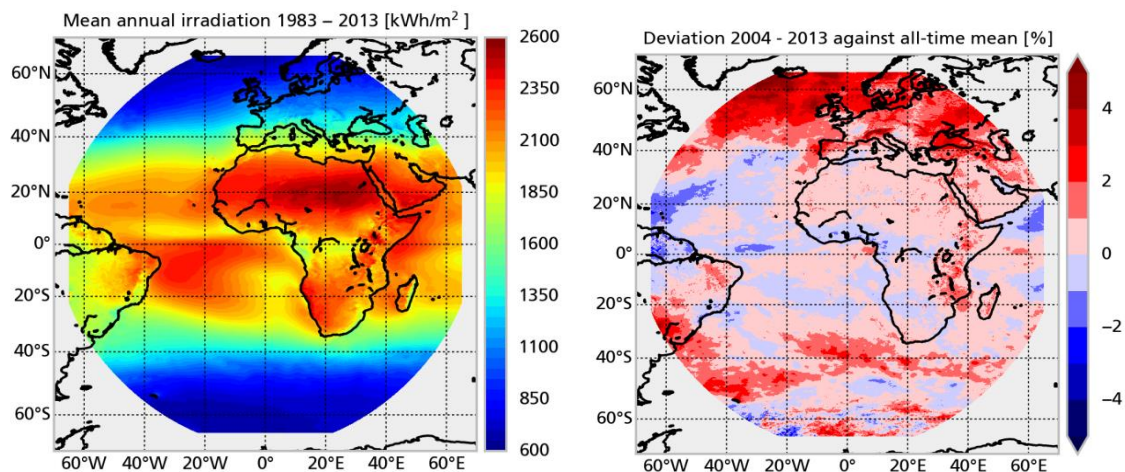 Mean annual irradiation 1983 – 2013 [kWh/m² ]
60°N
40°N
20°N
0°
20°S
40°S
60°S
60°W 40°W 20°W 0° 20°E 40°E 60°E
2600
2350
2100
1850
1600
1350
1100
850
600
Deviation 2004 - 2013 against all-time mean [%]
60°N
40°N
20°N
0°
20°S
40°S
60°S
60°W 40°W 20°W 0° 20°E 40°E 60°E
4
2
0
−2
−4